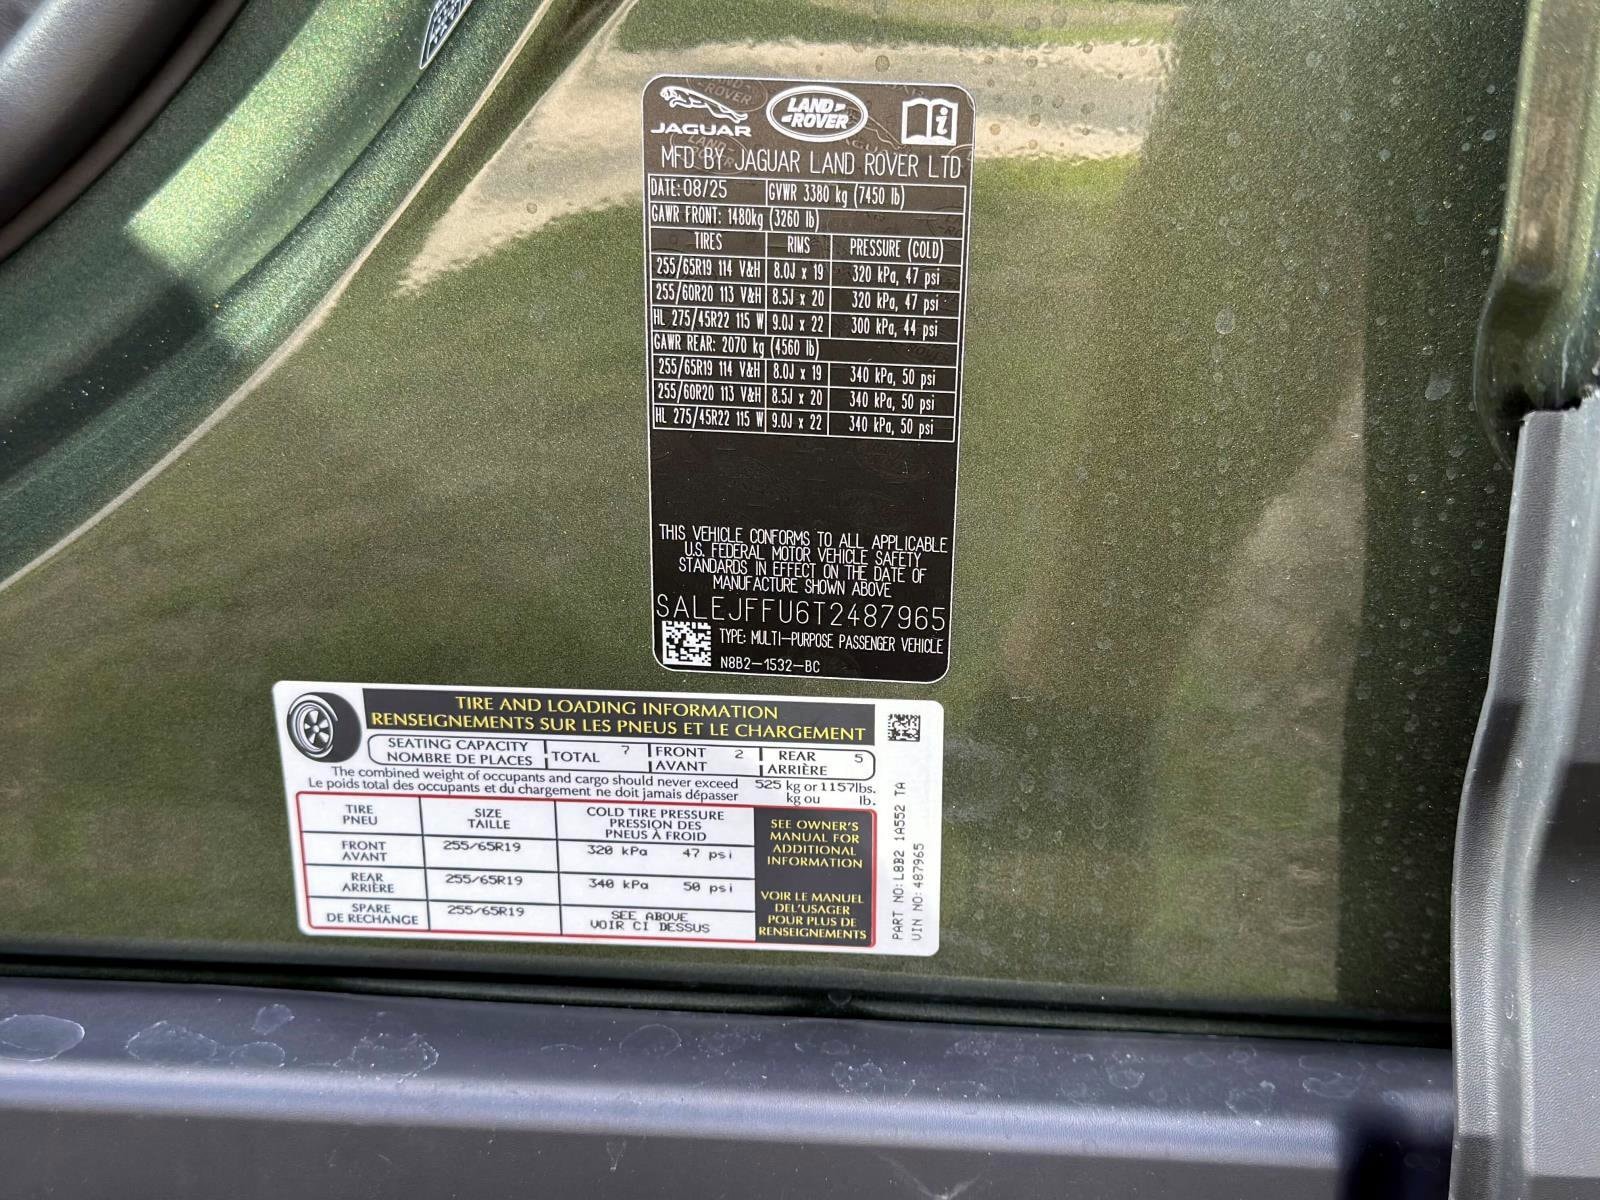 JAGUAR
LAND ROVER
MFD BY JAGUAR LAND ROVER LTD
DATE: 08/25 GVWR 3380 kg (7450 lb)
GAWR FRONT: 1480kg (3260 lb)
TIRES RIMS PRESSURE (COLD)
255/65R19 114 V&H 8.0J x 19 320 kPa, 47 psi
255/60R20 113 V&H 8.5J x 20 320 kPa, 47 psi
HL 275/45R22 115 W 9.0J x 22 300 kPa, 44 psi
GAWR REAR: 2070 kg (4560 lb)
255/65R19 114 V&H 8.0J x 19 340 kPa, 50 psi
255/60R20 113 V&H 8.5J x 20 340 kPa, 50 psi
HL 275/45R22 115 W 9.0J x 22 340 kPa, 50 psi
THIS VEHICLE CONFORMS TO ALL APPLICABLE
U.S. FEDERAL MOTOR VEHICLE SAFETY
STANDARDS IN EFFECT ON THE DATE OF
MANUFACTURE SHOWN ABOVE
SALEJFFU6T2487965
TYPE: MULTI-PURPOSE PASSENGER VEHICLE
N8B2-1532-BC
TIRE AND LOADING INFORMATION
RENSEIGNEMENTS SUR LES PNEUS ET LE CHARGEMENT
SEATING CAPACITY
NOMBRE DE PLACES
TOTAL 7
FRONT
AVANT
2
REAR
ARRIÈRE
5
The combined weight of occupants and cargo should never exceed 525 kg or 1157lbs.
Le poids total des occupants et du chargement ne doit jamais dépasser kg ou lb.
TIRE
PNEU
SIZE
TAILLE
COLD TIRE PRESSURE
PRESSION DES
PNEUS À FROID
FRONT
AVANT
255/65R19
320 kPa 47 psi
REAR
ARRIÈRE
255/65R19
340 kPa 50 psi
SPARE
DE RECHANGE
255/65R19
SEE ABOVE
VOIR CI DESSUS
SEE OWNER'S
MANUAL FOR
ADDITIONAL
INFORMATION
VOIR LE MANUEL
DEL'USAGER
POUR PLUS DE
RENSEIGNEMENTS
PART NO: L8B2 1A552 TA
VIN NO: 487965